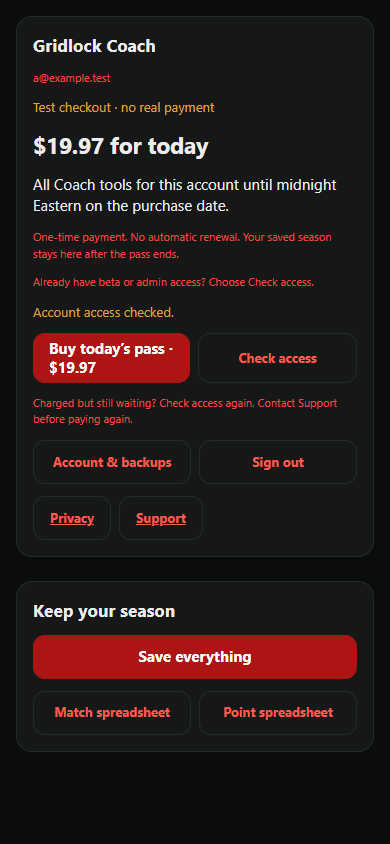 Gridlock Coach
a@example.test
Test checkout · no real payment
$19.97 for today
All Coach tools for this account until midnight
Eastern on the purchase date.
One-time payment. No automatic renewal. Your saved season
stays here after the pass ends.
Already have beta or admin access? Choose Check access.
Account access checked.
Buy today’s pass ·
$19.97
Check access
Charged but still waiting? Check access again. Contact Support
before paying again.
Account & backups
Sign out
Privacy
Support
Keep your season
Save everything
Match spreadsheet
Point spreadsheet